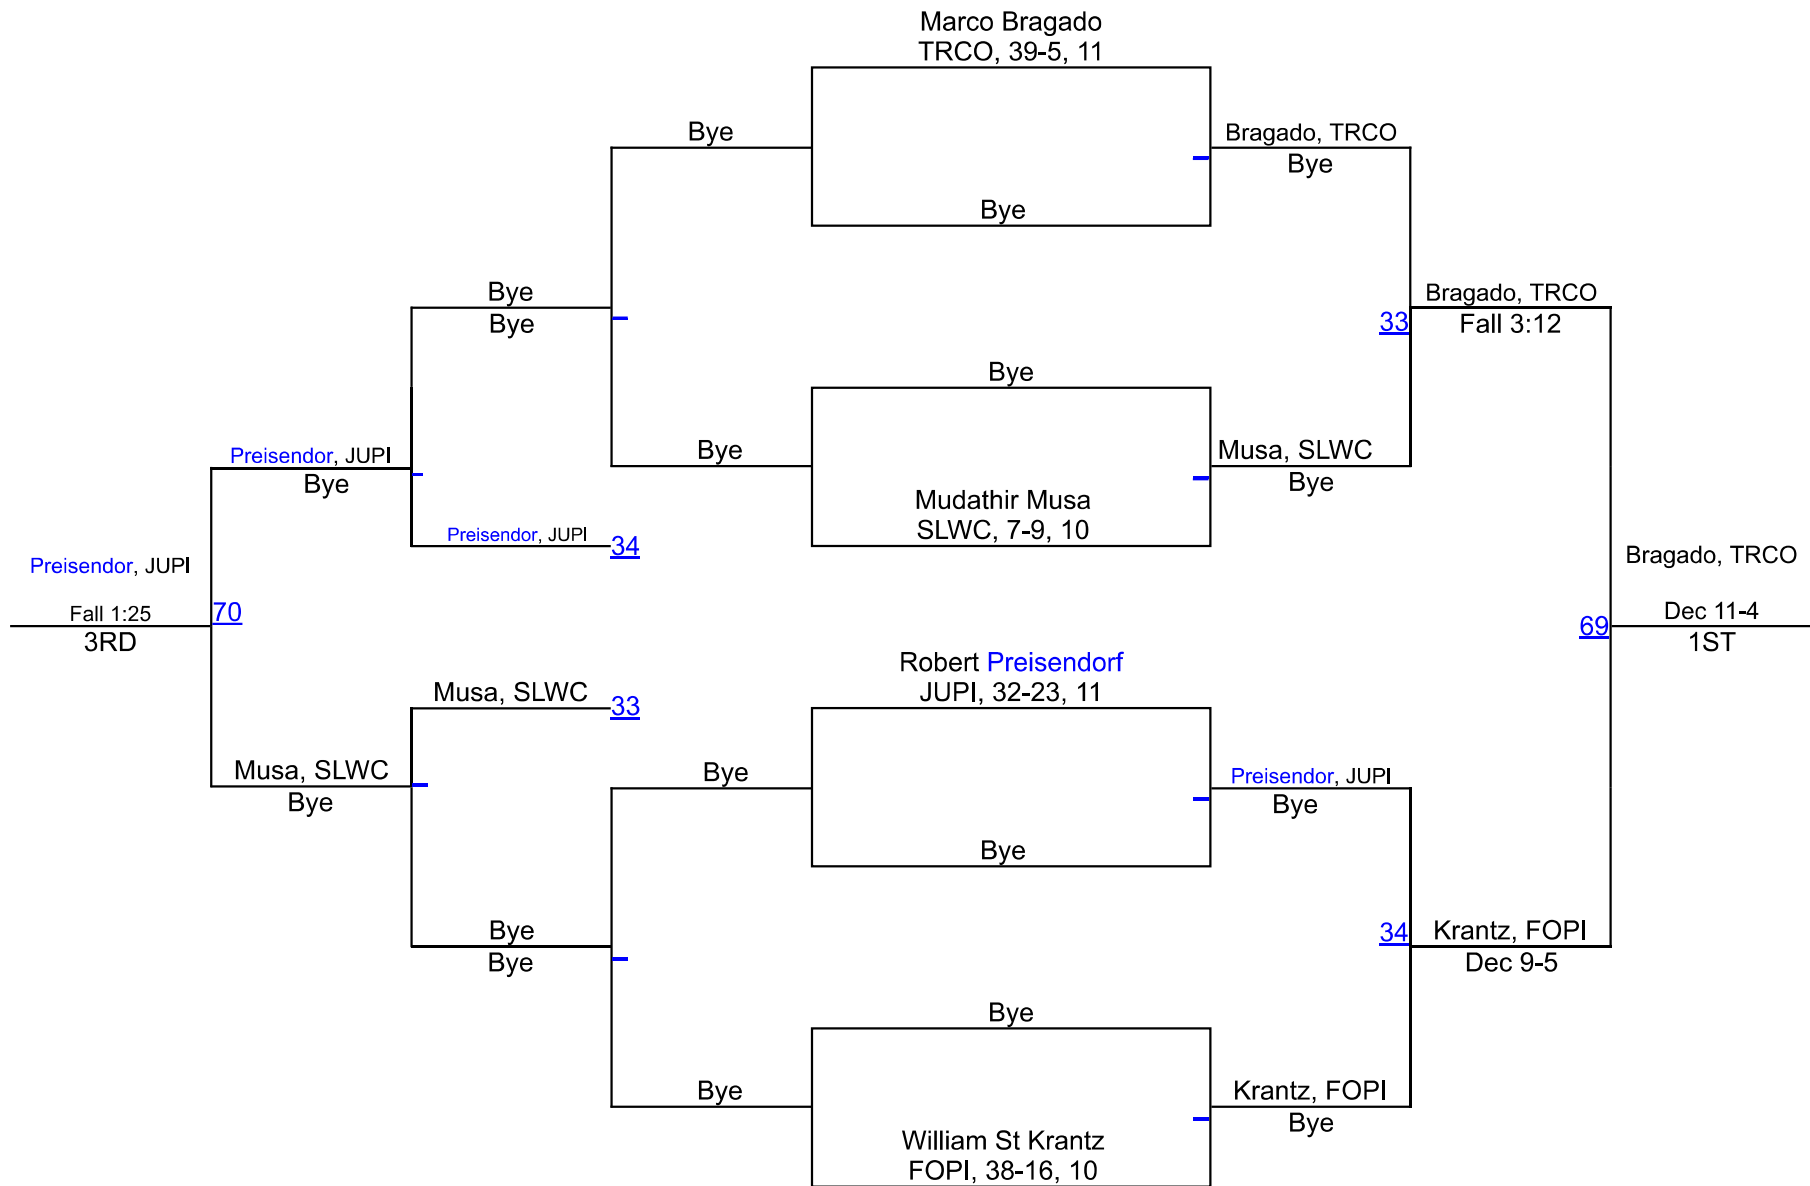 Marco Bragado
TRCO, 39-5, 11
Bye
Bragado, TRCO
Bye
Bye
Bye
Bye
Bragado, TRCO
33
Fall 3:12
Bye
Preisendor, JUPI
Bye
Bye
Musa, SLWC
Bye
Mudathir Musa
SLWC, 7-9, 10
Preisendor, JUPI
34
Preisendor, JUPI
Fall 1:25
70
3RD
Bragado, TRCO
69
Dec 11-4
1ST
Robert Preisendorf
JUPI, 32-23, 11
Musa, SLWC
33
Musa, SLWC
Bye
Bye
Preisendor, JUPI
Bye
Bye
Bye
Bye
34
Krantz, FOPI
Dec 9-5
Bye
Bye
Krantz, FOPI
Bye
William St Krantz
FOPI, 38-16, 10